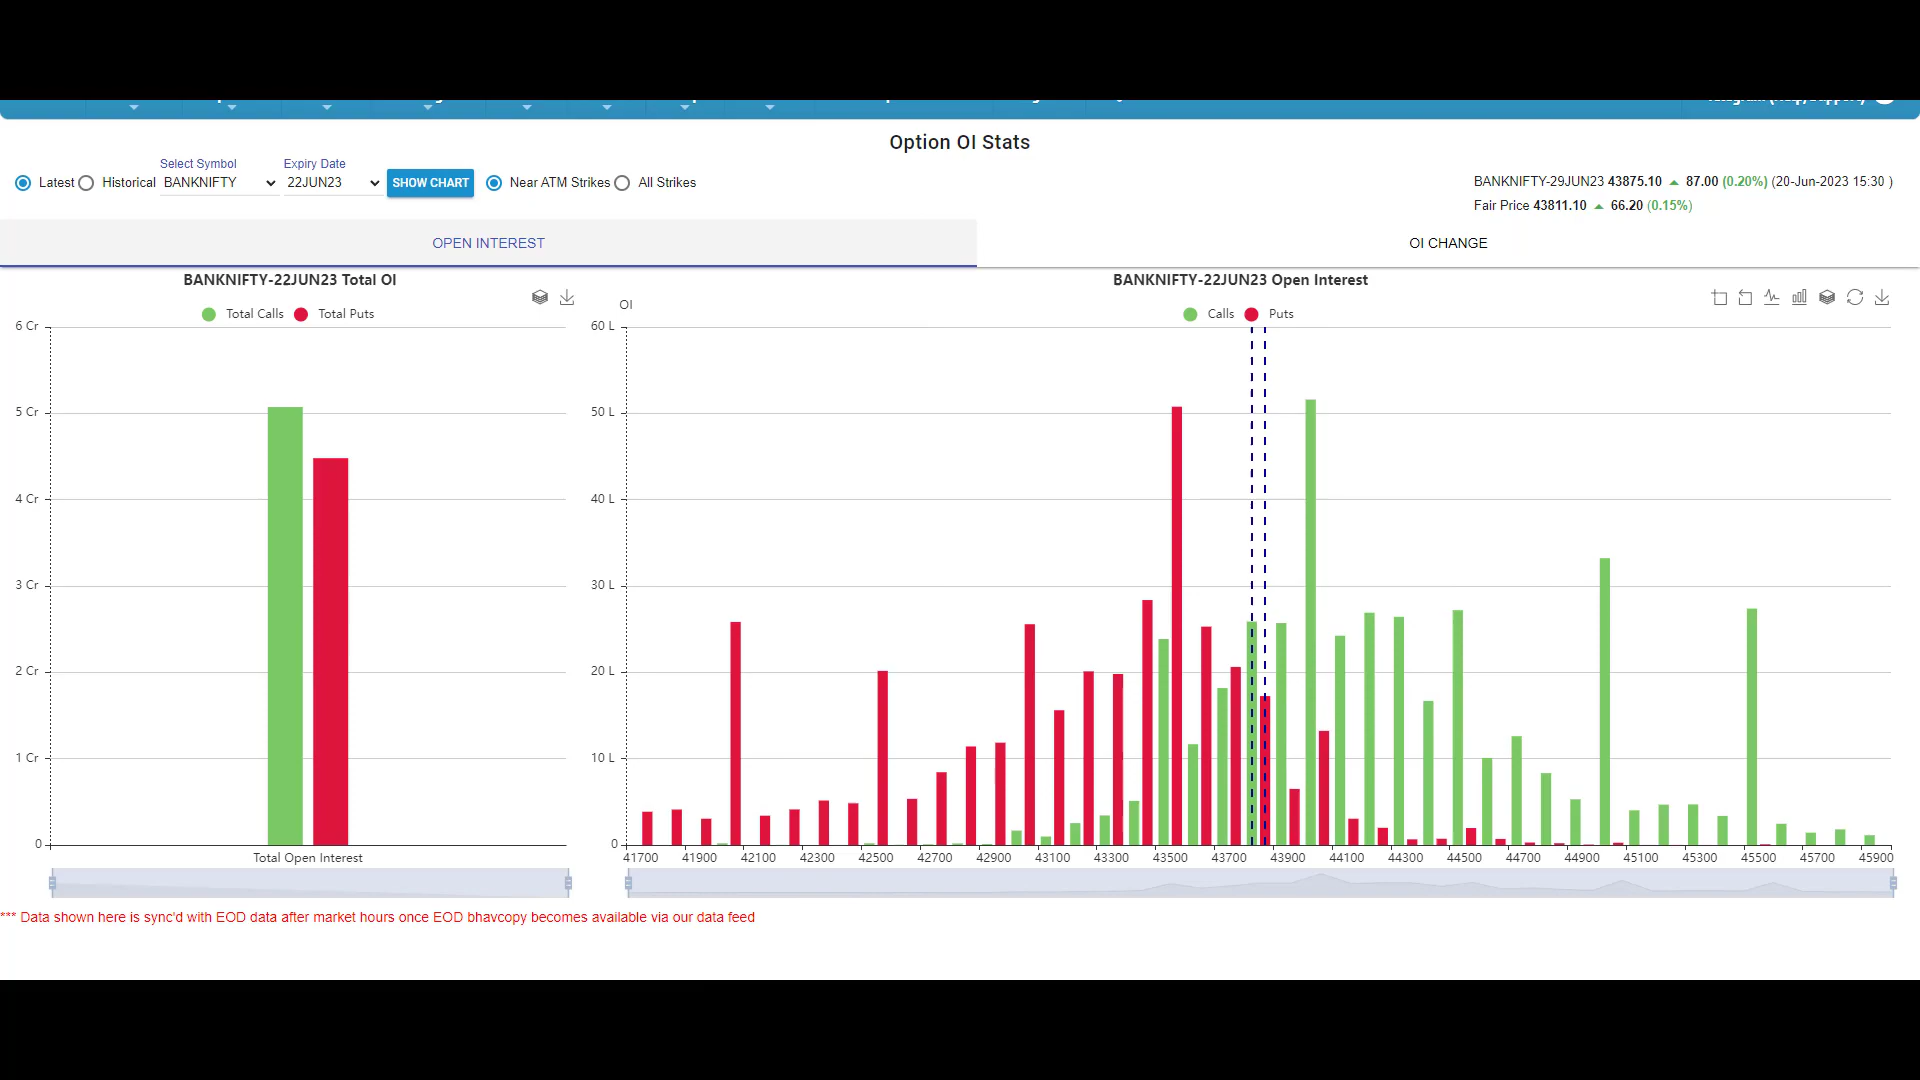 Option OI Stats
Select Symbol
Expiry Date
Latest Historical BANKNIFTY 22JUN23 SHOW CHART Near ATM Strikes All Strikes
BANKNIFTY-29JUN23 43875.10 87.00 (0.20%) (20-Jun-2023 15:30 )
Fair Price 43811.10 66.20 (0.15%)
OPEN INTEREST
OI CHANGE
BANKNIFTY-22JUN23 Total OI
Total Calls Total Puts
6 Cr
5 Cr
4 Cr
3 Cr
2 Cr
1 Cr
0
Total Open Interest
BANKNIFTY-22JUN23 Open Interest
OI
Calls Puts
60 L
50 L
40 L
30 L
20 L
10 L
0
41700 41900 42100 42300 42500 42700 42900 43100 43300 43500 43700 43900 44100 44300 44500 44700 44900 45100 45300 45500 45700 45900
*** Data shown here is sync'd with EOD data after market hours once EOD bhavcopy becomes available via our data feed